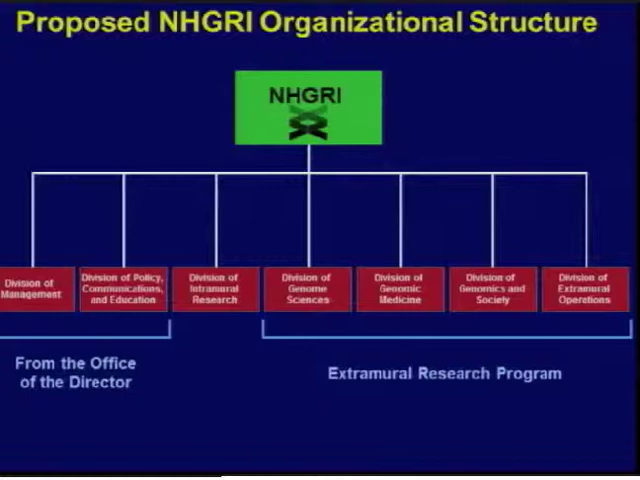 Proposed NHGRI Organizational Structure
NHGRI
Division of
Management
Division of Policy,
Communications,
and Education
Division of
Intramural
Research
Division of
Genome
Sciences
Division of
Genomic
Medicine
Division of
Genomics and
Society
Division of
Extramural
Operations
From the Office
of the Director
Extramural Research Program